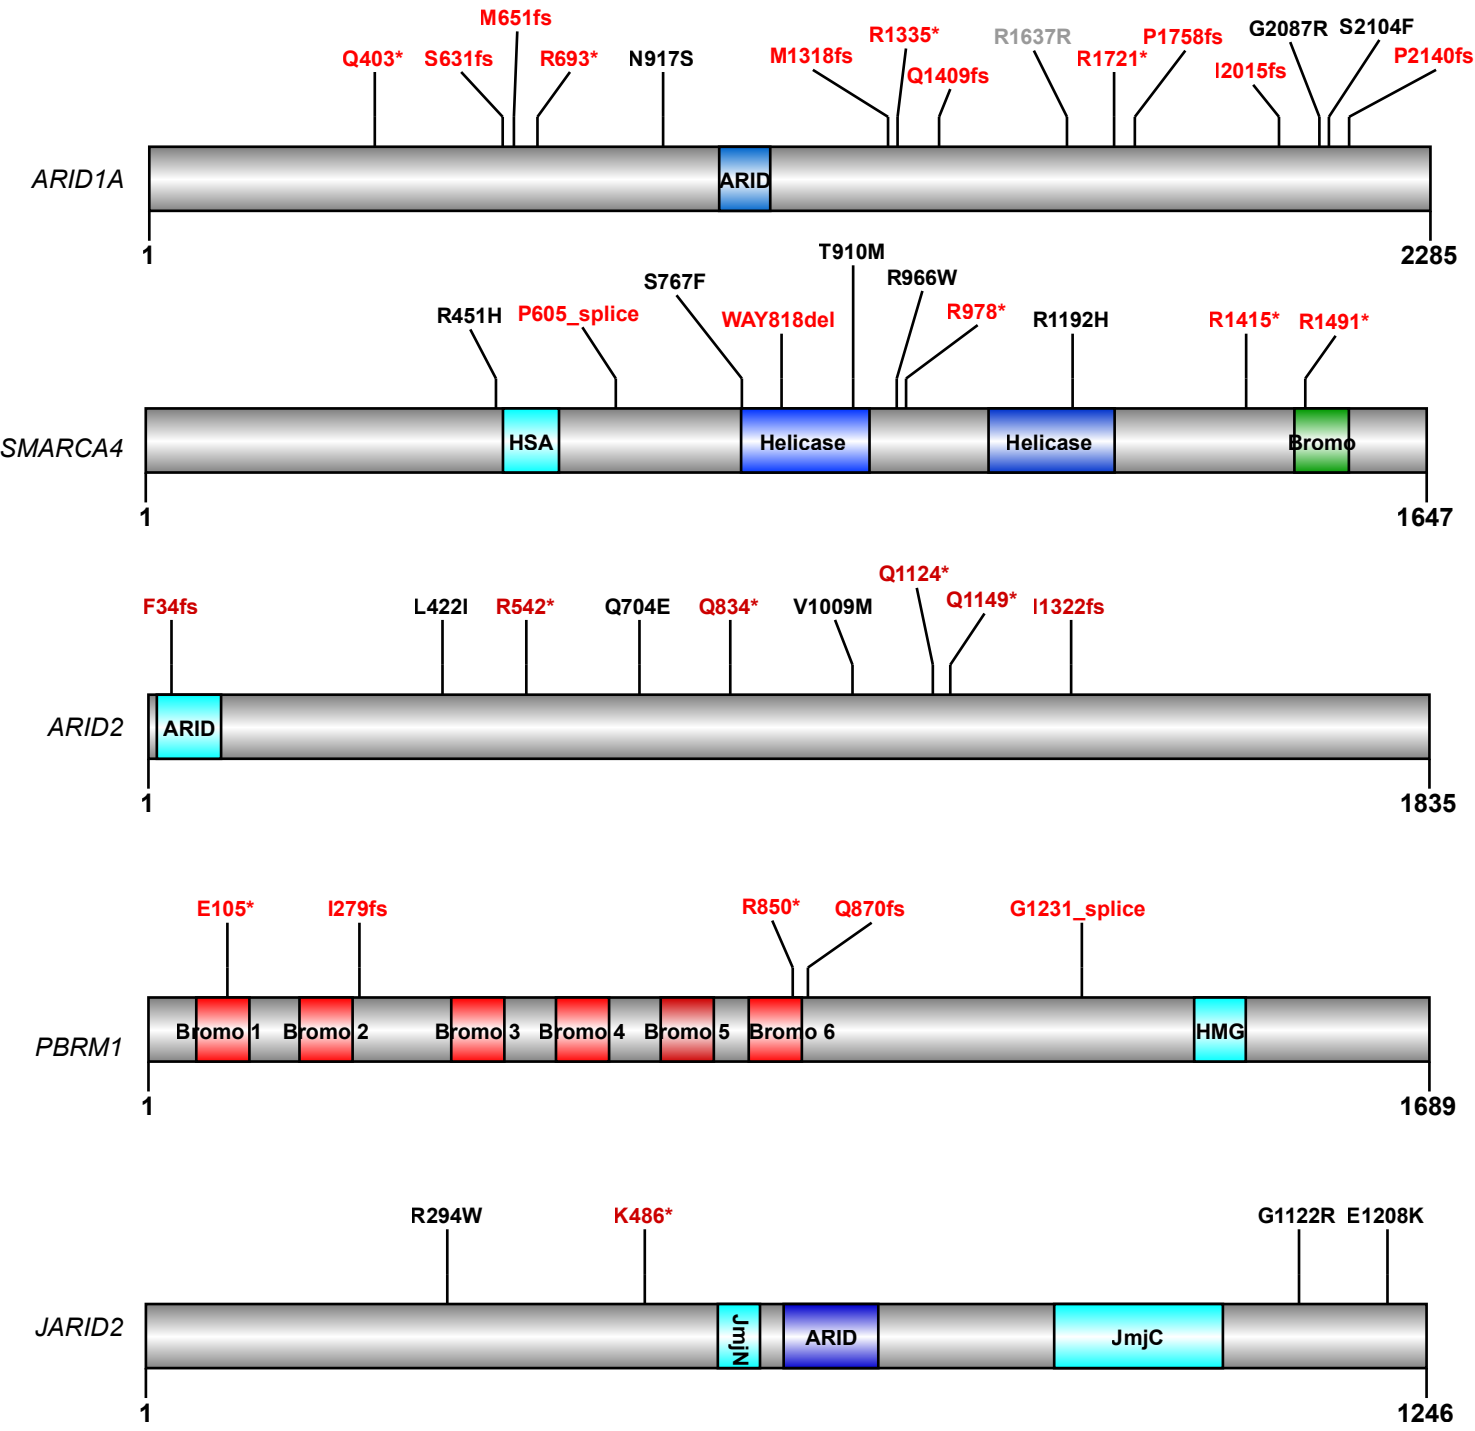 M651fs
Q403* S631fs R693* N917S M1318fs R1335* Q1409fs R1637R R1721* P1758fs I2015fs G2087R S2104F P2140fs
ARID1A
ARID
1 2285
R451H P605_splice S767F WAY818del T910M R966W R978* R1192H R1415* R1491*
SMARCA4
HSA Helicase Helicase Bromo
1 1647
F34fs L422I R542* Q704E Q834* V1009M Q1124* Q1149* I1322fs
ARID2
ARID
1 1835
E105* I279fs R850* Q870fs G1231_splice
PBRM1
Bromo 1 Bromo 2 Bromo 3 Bromo 4 Bromo 5 Bromo 6 HMG
1 1689
R294W K486* G1122R E1208K
JARID2
JmjN ARID JmjC
1 1246